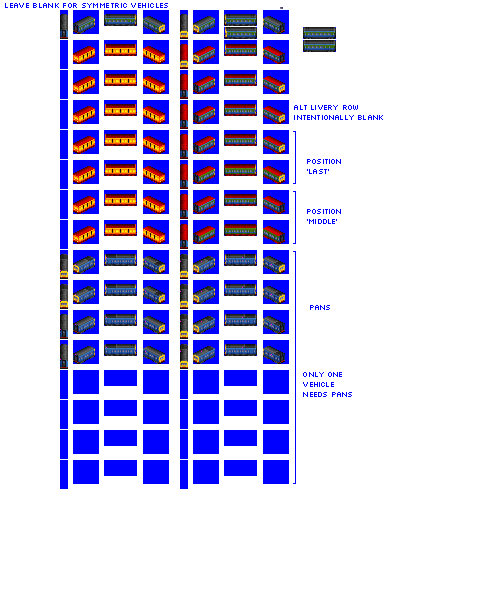 LEAVE BLANK FOR SYMMETRIC VEHICLES
ALT LIVERY ROW
INTENTIONALLY BLANK
POSITION
'LAST'
POSITION
'MIDDLE'
PANS
ONLY ONE
VEHICLE
NEEDS PANS